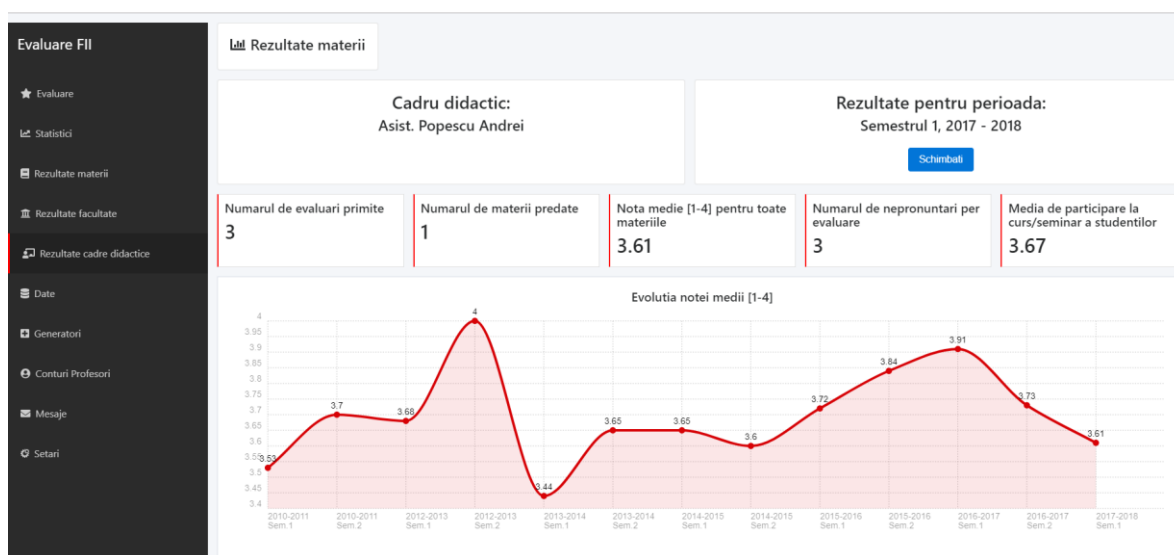 Evaluare FII
Evaluare
Statistici
Rezultate materii
Rezultate facultate
Rezultate cadre didactice
Date
Generatori
Conturi Profesori
Mesaje
Setari
Rezultate materii
Cadru didactic:
Asist. Popescu Andrei
Rezultate pentru perioada:
Semestrul 1, 2017 - 2018
Schimbati
Numarul de evaluari primite
3
Numarul de materii predate
1
Nota medie [1-4] pentru toate
materiile
3.61
Numarul de nepronuntari per
evaluare
3
Media de participare la
curs/seminar a studentilor
3.67
Evolutia notei medii [1-4]
4
3.95
3.9
3.85
3.8
3.75
3.7
3.65
3.6
3.55
3.5
3.45
3.4
3.53
3.7
3.68
4
3.44
3.65
3.65
3.6
3.72
3.84
3.91
3.73
3.61
2010-2011
Sem.1
2010-2011
Sem.2
2012-2013
Sem.1
2012-2013
Sem.2
2013-2014
Sem.1
2013-2014
Sem.2
2014-2015
Sem.1
2014-2015
Sem.2
2015-2016
Sem.1
2015-2016
Sem.2
2016-2017
Sem.1
2016-2017
Sem.2
2017-2018
Sem.1